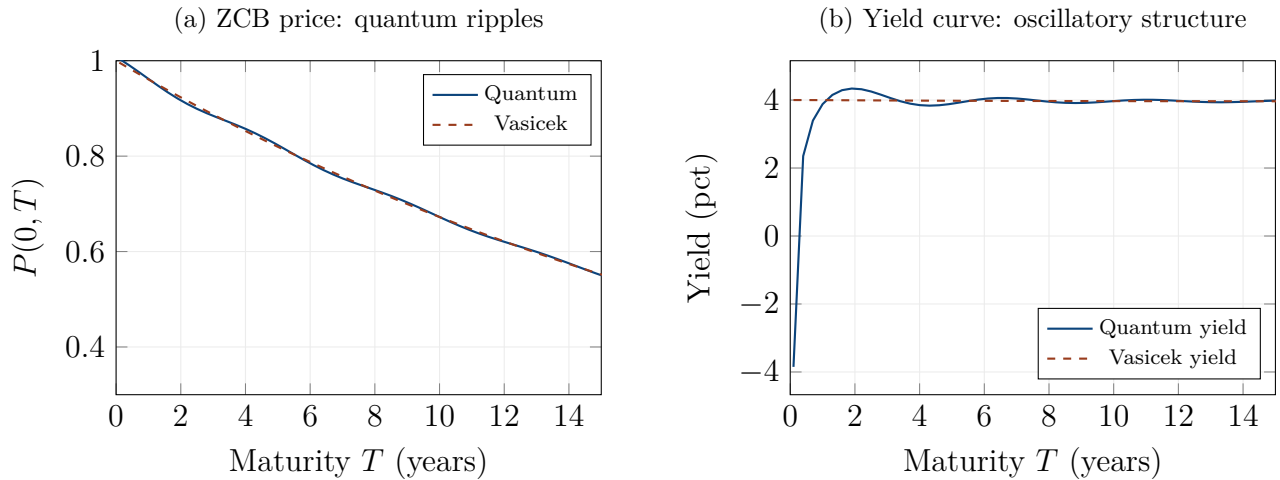 (a) ZCB price: quantum ripples
1
0.8
0.6
0.4
P(0, T)
Quantum
Vasicek
0 2 4 6 8 10 12 14
Maturity T (years)
(b) Yield curve: oscillatory structure
4
2
0
−2
−4
Yield (pct)
Quantum yield
Vasicek yield
0 2 4 6 8 10 12 14
Maturity T (years)